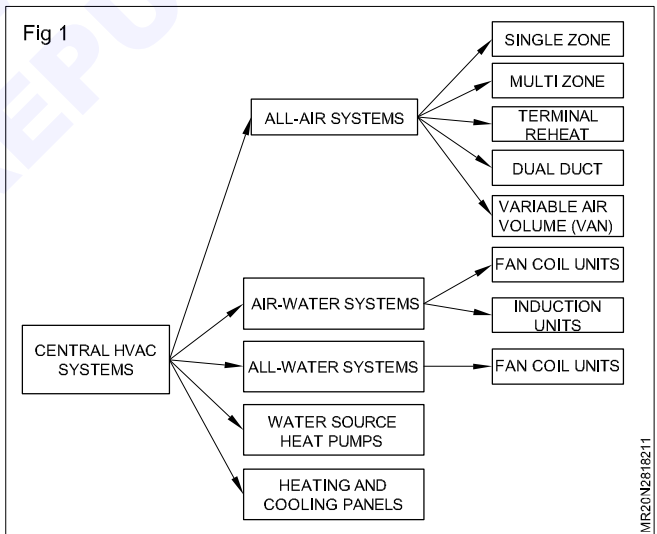 Fig 1
SINGLE ZONE
MULTI ZONE
ALL-AIR SYSTEMS
TERMINAL
REHEAT
DUAL DUCT
VARIABLE AIR
VOLUME (VAN)
FAN COIL UNITS
AIR-WATER SYSTEMS
INDUCTION
UNITS
CENTRAL HVAC
SYSTEMS
ALL-WATER SYSTEMS
FAN COIL UNITS
WATER SOURCE
HEAT PUMPS
HEATING AND
COOLING PANELS
MR20N2818211